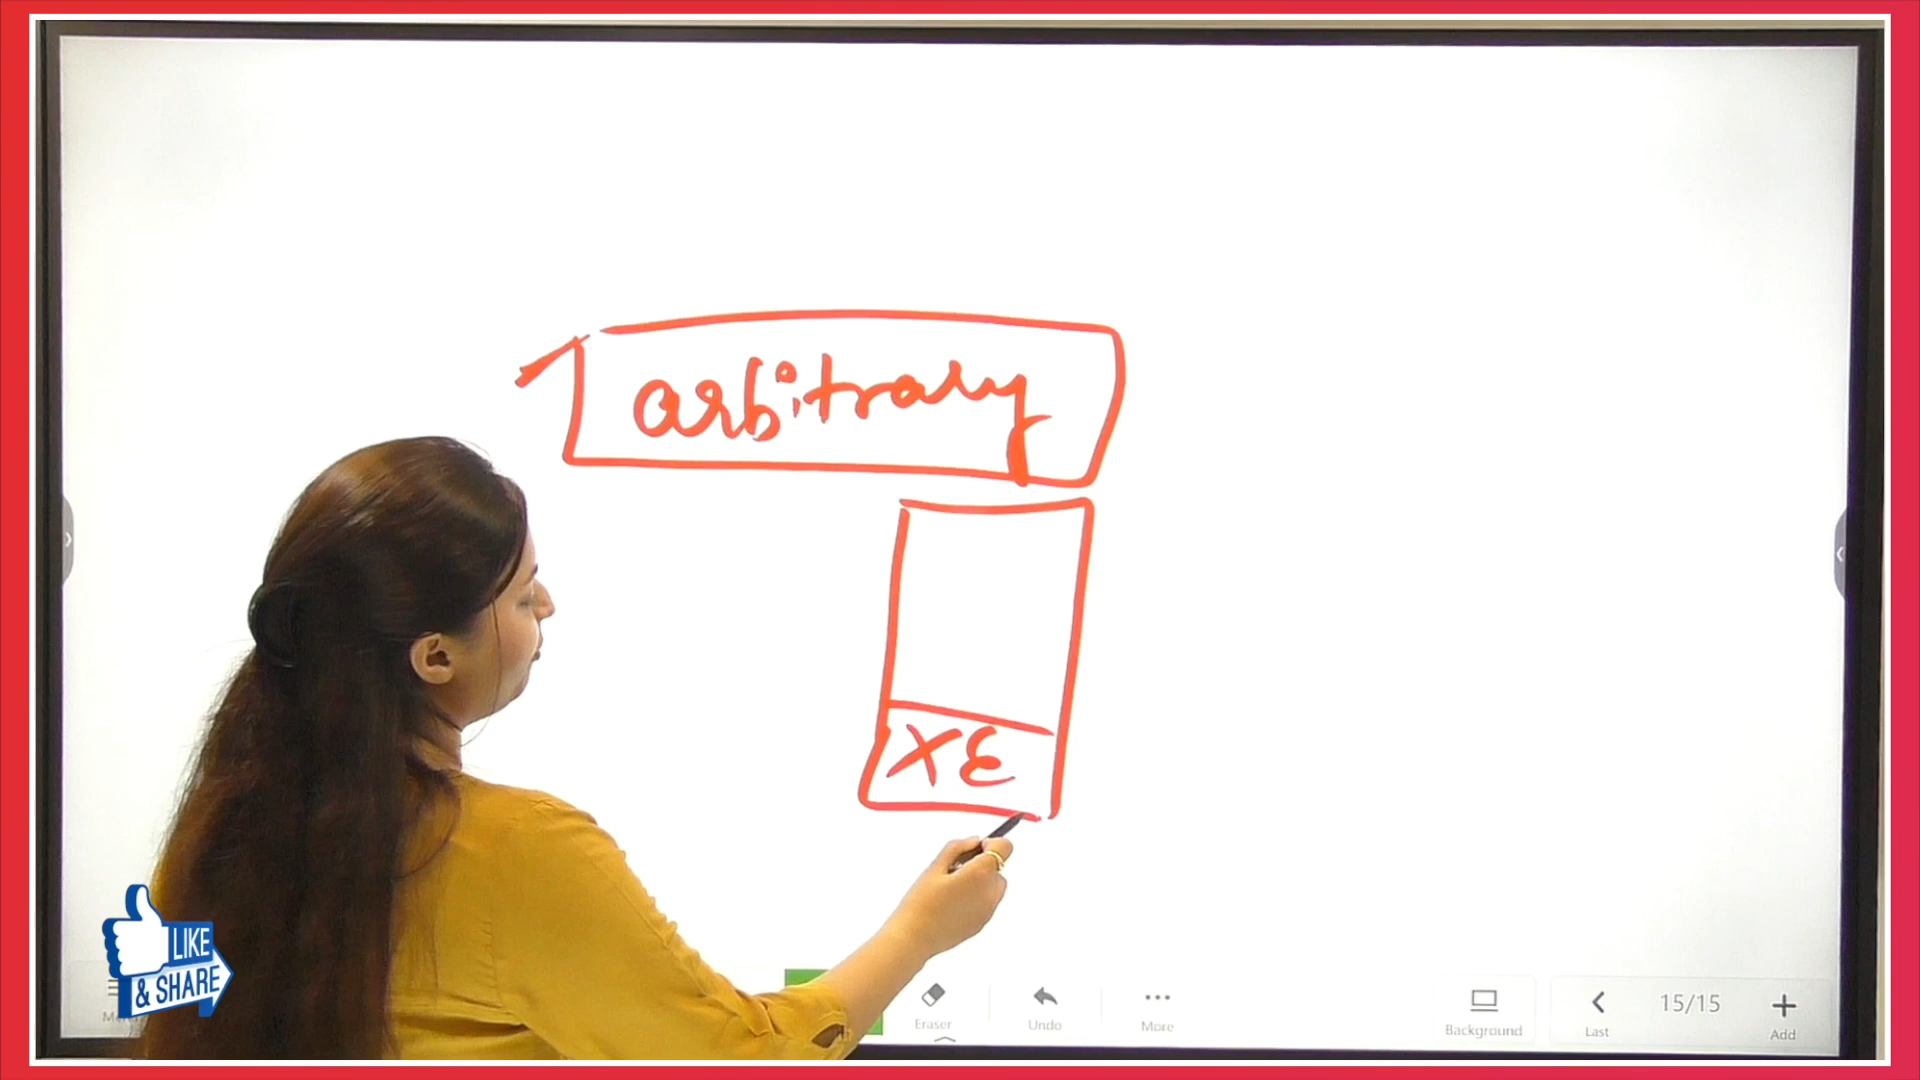 arbitrary
XE
LIKE
& SHARE
Eraser
Undo
More
Background
Last
15/15
Add